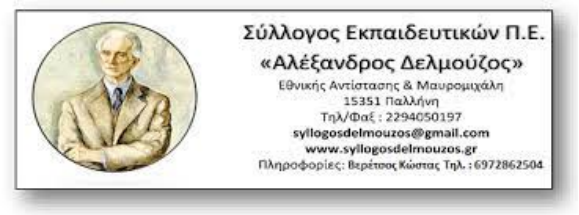 Σύλλογος Εκπαιδευτικών Π.Ε.
«Αλέξανδρος Δελμούζος»
Εθνικής Αντίστασης & Μαυρομιχάλη
15351 Παλλήνη
Τηλ/Φαξ : 2294050197
syllogosdelmouzos@gmail.com
www.syllogosdelmouzos.gr
Πληροφορίες: Βερέτσος Κώστας Τηλ. : 6972862504